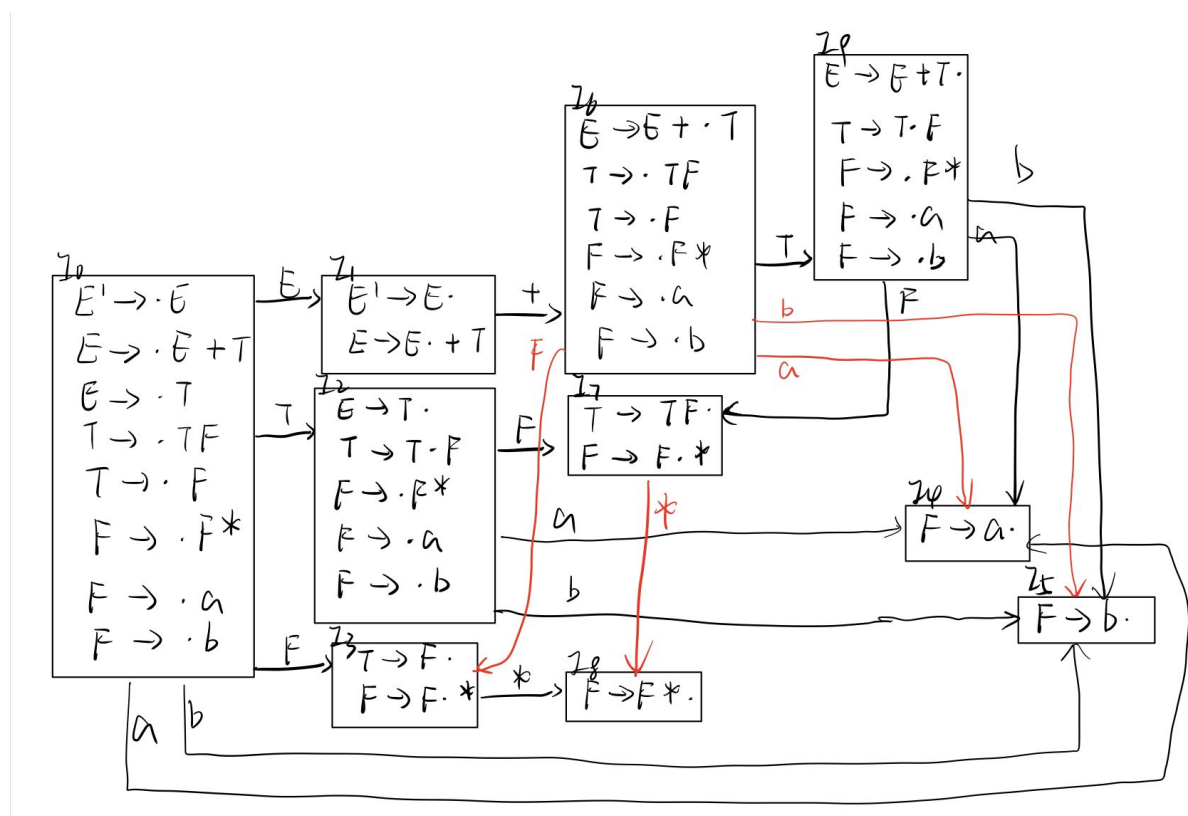 I0
E' → ·E
E → ·E + T
E → ·T
T → ·TF
T → ·F
F → ·F*
F → ·a
F → ·b
E
T
F
a
b
I1
E' → E·
E → E· + T
+
I2
E → T·
T → T·F
F → ·F*
F → ·a
F → ·b
F
a
b
I3
T → F·
F → F·*
*
I6
E → E + ·T
T → ·TF
T → ·F
F → ·F*
F → ·a
F → ·b
T
F
b
a
I7
T → TF·
F → F·*
*
I8
F → F*·
I9
E → E + T·
T → T·F
F → ·F*
F → ·a
F → ·b
b
a
F
I4
F → a·
I5
F → b·